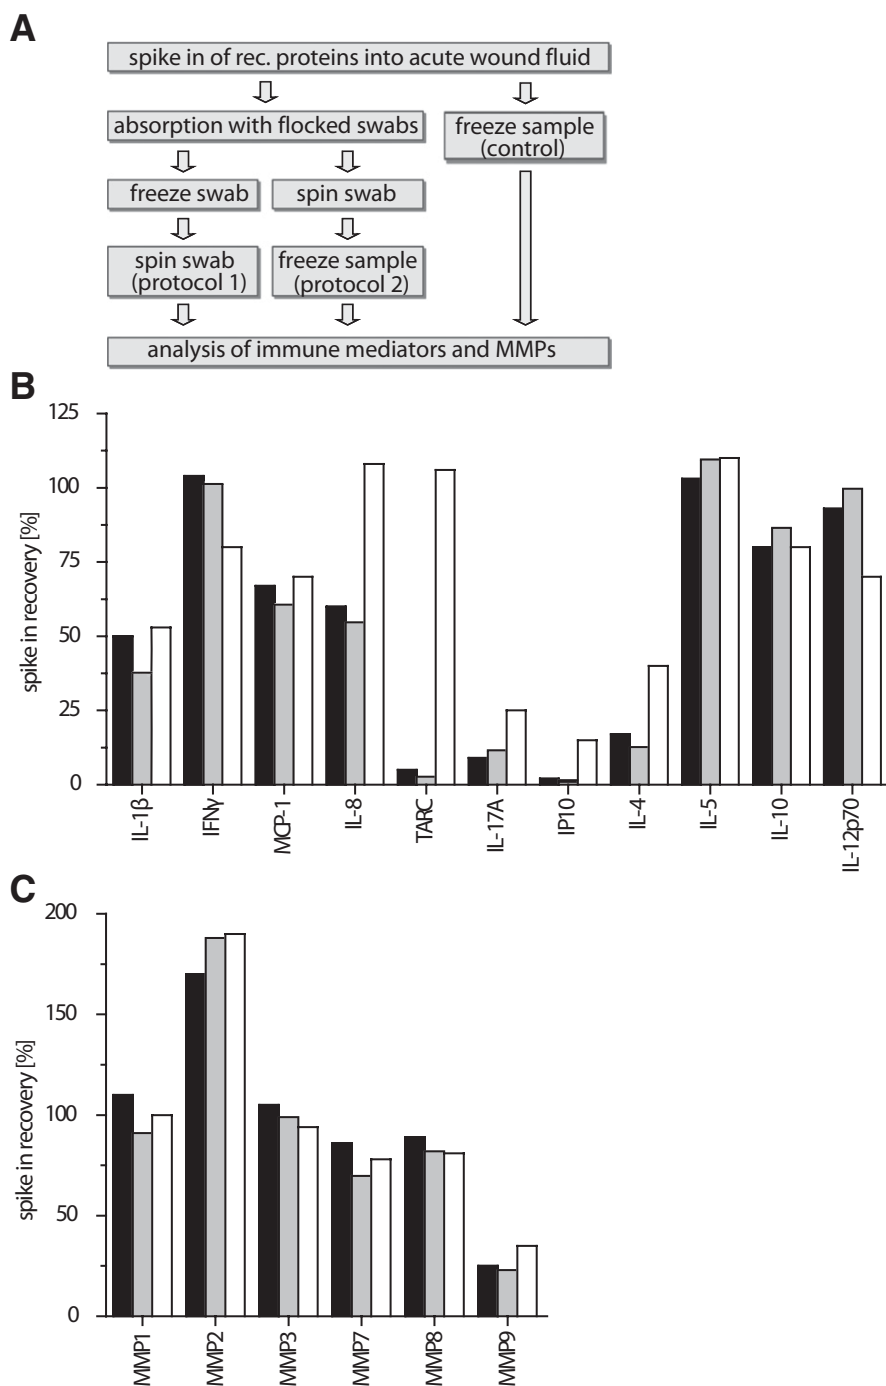 A
spike in of rec. proteins into acute wound fluid
absorption with flocked swabs
freeze sample
(control)
freeze swab
spin swab
spin swab
(protocol 1)
freeze sample
(protocol 2)
analysis of immune mediators and MMPs
B
spike in recovery [%]
125
100
75
50
25
0
IL-1β
IFNγ
MCP-1
IL-8
TARC
IL-17A
IP10
IL-4
IL-5
IL-10
IL-12p70
C
spike in recovery [%]
200
150
100
50
0
MMP1
MMP2
MMP3
MMP7
MMP8
MMP9